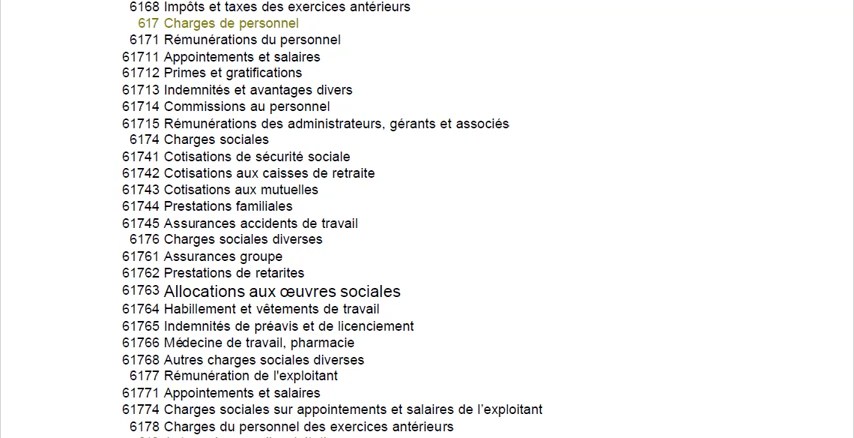 6168 Impôts et taxes des exercices antérieurs
617 Charges de personnel
6171 Rémunérations du personnel
61711 Appointements et salaires
61712 Primes et gratifications
61713 Indemnités et avantages divers
61714 Commissions au personnel
61715 Rémunérations des administrateurs, gérants et associés
6174 Charges sociales
61741 Cotisations de sécurité sociale
61742 Cotisations aux caisses de retraite
61743 Cotisations aux mutuelles
61744 Prestations familiales
61745 Assurances accidents de travail
6176 Charges sociales diverses
61761 Assurances groupe
61762 Prestations de retarites
61763 Allocations aux œuvres sociales
61764 Habillement et vêtements de travail
61765 Indemnités de préavis et de licenciement
61766 Médecine de travail, pharmacie
61768 Autres charges sociales diverses
6177 Rémunération de l'exploitant
61771 Appointements et salaires
61774 Charges sociales sur appointements et salaires de l’exploitant
6178 Charges du personnel des exercices antérieurs